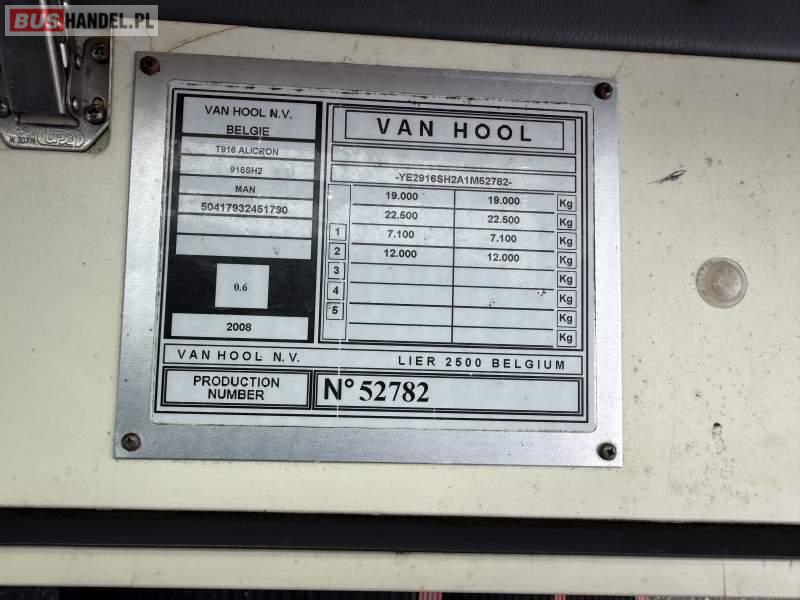 BUSHANDEL.PL
VAN HOOL N.V.
BELGIE
T916 ALICRON
916SH2
MAN
50417932451790
0.6
2008
VAN HOOL
-YE2916SH2A1M52782-
19.000 19.000 Kg
22.500 22.500 Kg
1 7.100 7.100 Kg
2 12.000 12.000 Kg
3 Kg
4 Kg
5 Kg
Kg
VAN HOOL N.V. LIER 2500 BELGIUM
PRODUCTION
NUMBER
N° 52782